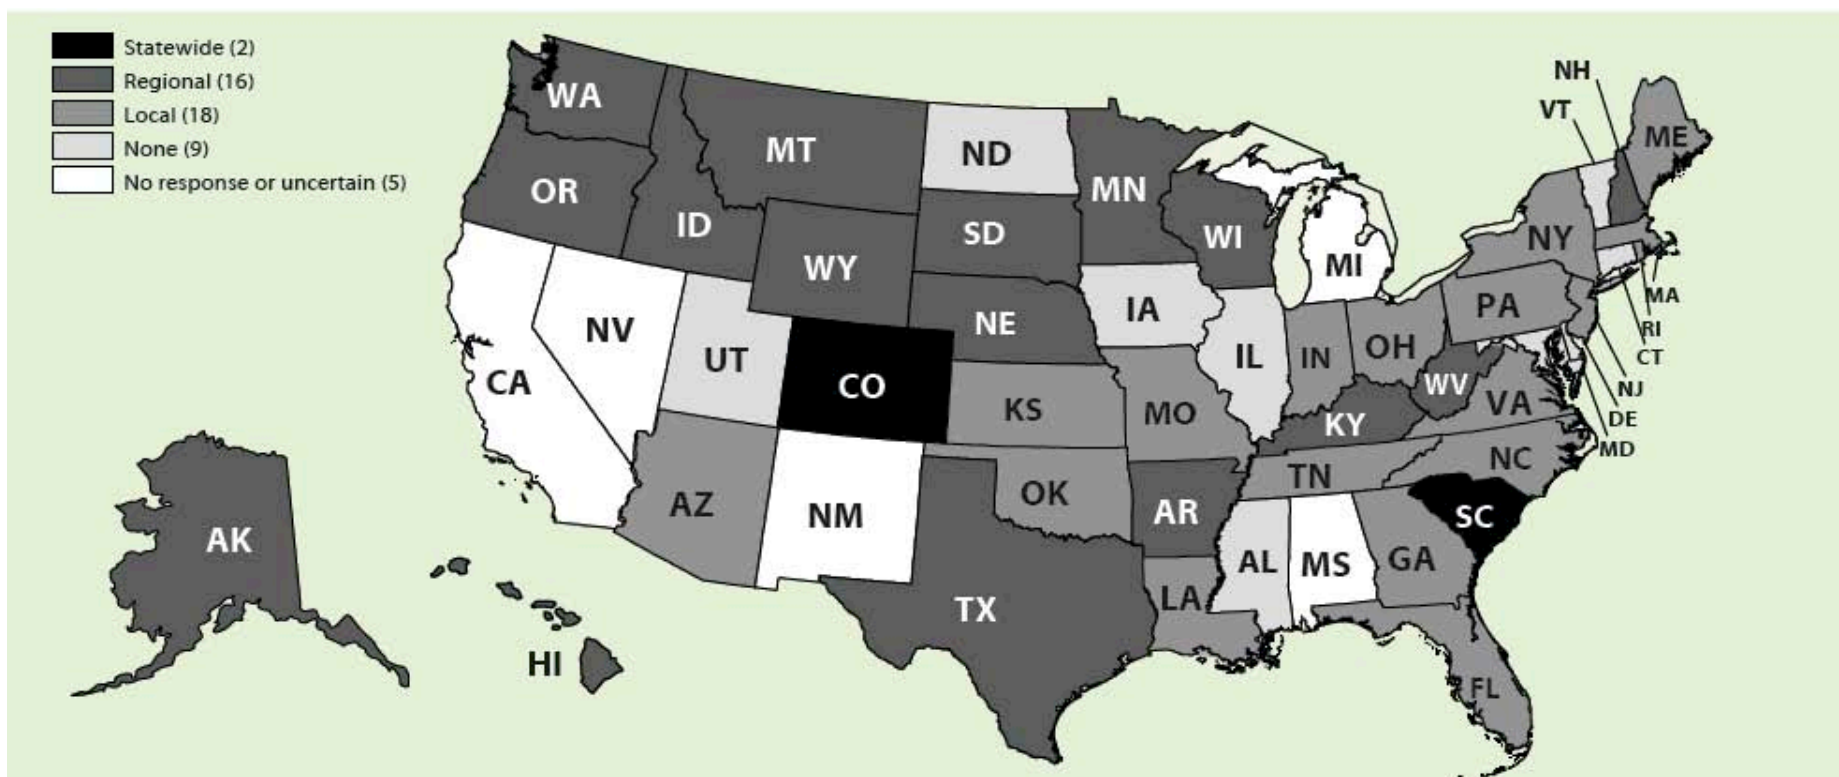 Statewide (2)
Regional (16)
Local (18)
None (9)
No response or uncertain (5)
NH
VT
WA
ME
MT
ND
OR
MN
ID
SD
WI
NY
WY
MI
MA
IA
PA
NE
NV
RI
UT
IL
IN
OH
CT
CO
CA
WV
NJ
KS
MO
VA
DE
KY
MD
NC
TN
OK
AZ
NM
AR
SC
AK
AL
MS
GA
LA
TX
HI
FL